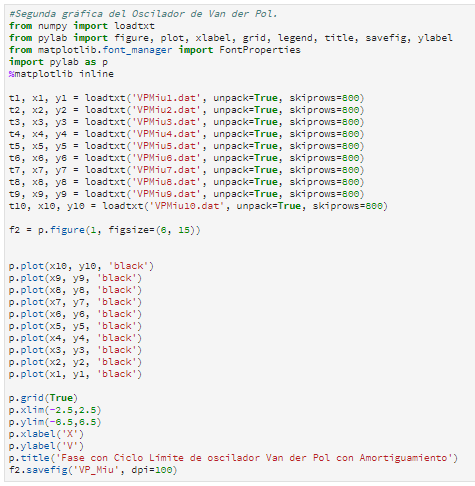 #Segunda gráfica del Oscilador de Van der Pol.
from numpy import loadtxt
from pylab import figure, plot, xlabel, grid, legend, title, savefig, ylabel
from matplotlib.font_manager import FontProperties
import pylab as p
%matplotlib inline
t1, x1, y1 = loadtxt('VPMiu1.dat', unpack=True, skiprows=800)
t2, x2, y2 = loadtxt('VPMiu2.dat', unpack=True, skiprows=800)
t3, x3, y3 = loadtxt('VPMiu3.dat', unpack=True, skiprows=800)
t4, x4, y4 = loadtxt('VPMiu4.dat', unpack=True, skiprows=800)
t5, x5, y5 = loadtxt('VPMiu5.dat', unpack=True, skiprows=800)
t6, x6, y6 = loadtxt('VPMiu6.dat', unpack=True, skiprows=800)
t7, x7, y7 = loadtxt('VPMiu7.dat', unpack=True, skiprows=800)
t8, x8, y8 = loadtxt('VPMiu8.dat', unpack=True, skiprows=800)
t9, x9, y9 = loadtxt('VPMiu9.dat', unpack=True, skiprows=800)
t10, x10, y10 = loadtxt('VPMiu10.dat', unpack=True, skiprows=800)
f2 = p.figure(1, figsize=(6, 15))
p.plot(x10, y10, 'black')
p.plot(x9, y9, 'black')
p.plot(x8, y8, 'black')
p.plot(x7, y7, 'black')
p.plot(x6, y6, 'black')
p.plot(x5, y5, 'black')
p.plot(x4, y4, 'black')
p.plot(x3, y3, 'black')
p.plot(x2, y2, 'black')
p.plot(x1, y1, 'black')
p.grid(True)
p.xlim(-2.5,2.5)
p.ylim(-6.5,6.5)
p.xlabel('X')
p.ylabel('V')
p.title('Fase con Ciclo Límite de oscilador Van der Pol con Amortiguamiento')
f2.savefig('VP_Miu', dpi=100)